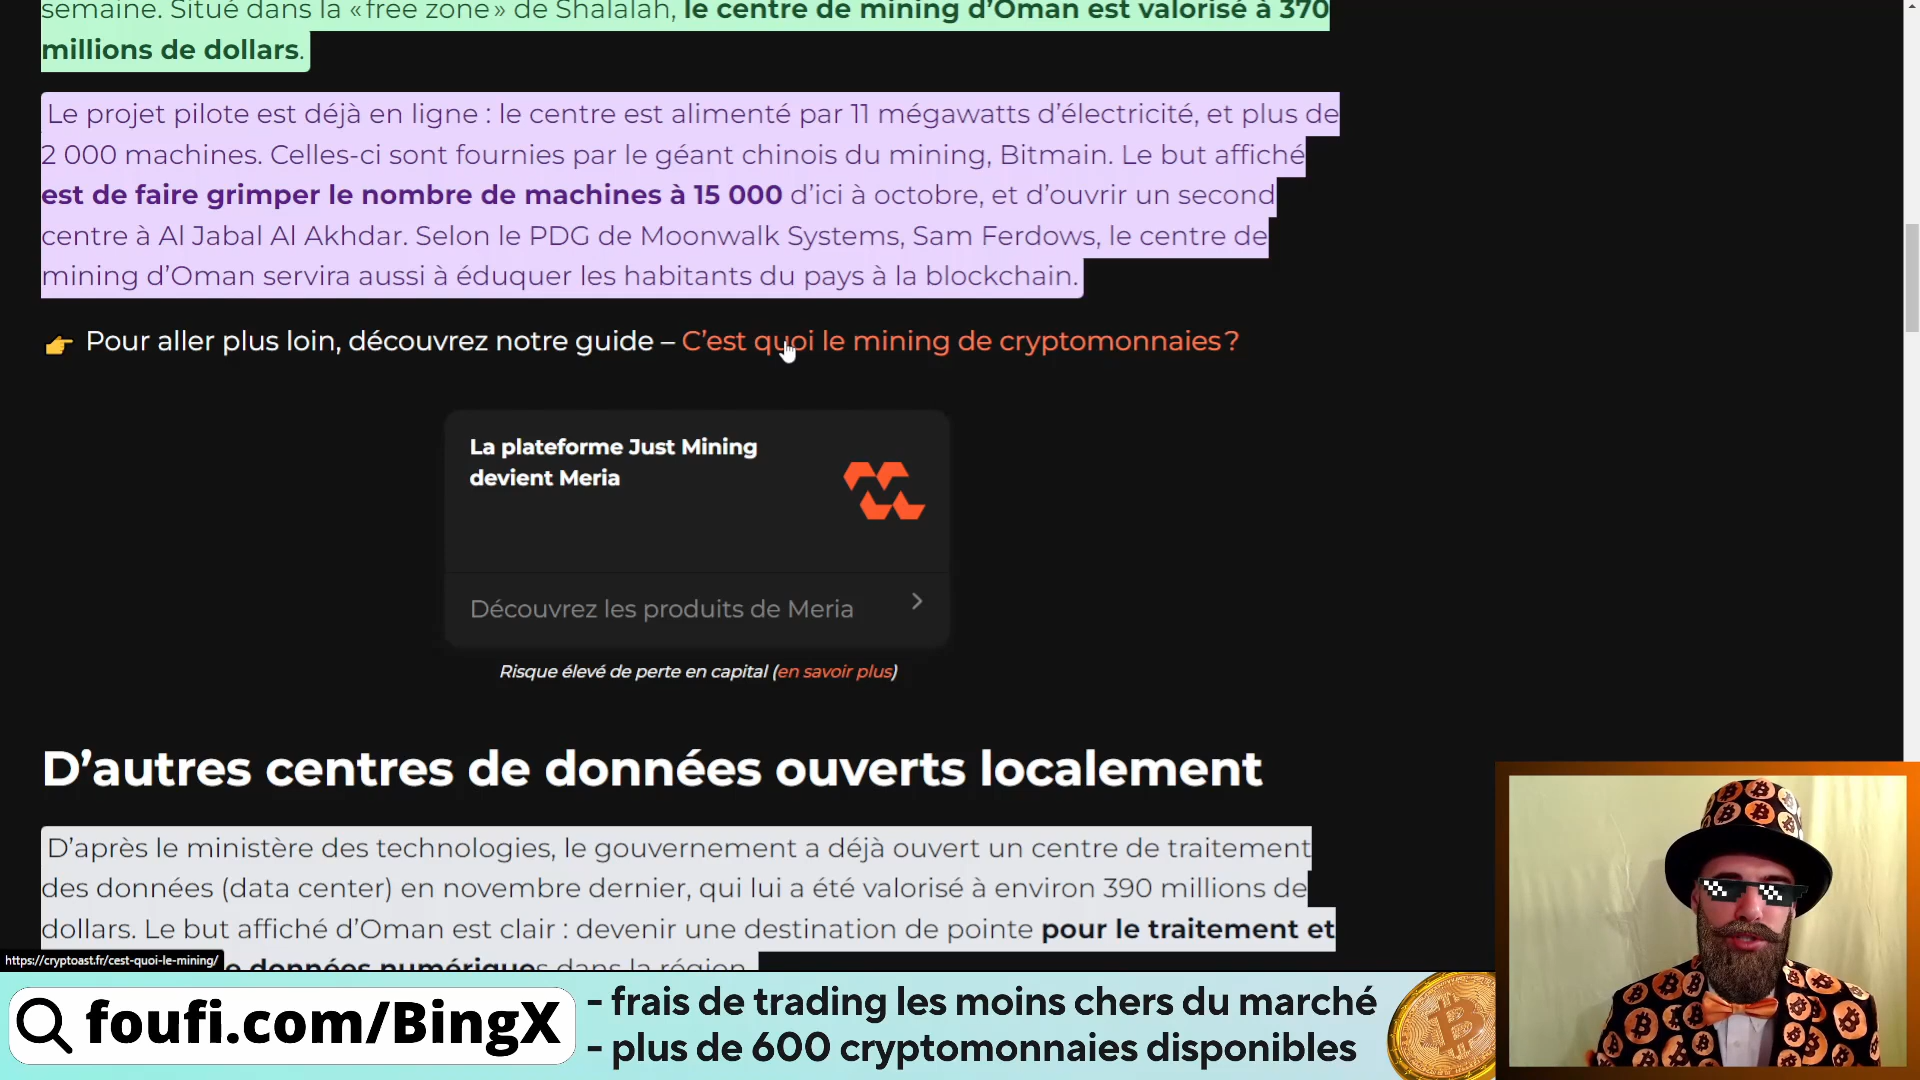 semaine. Situé dans la « free zone » de Shalalah, le centre de mining d’Oman est valorisé à 370
millions de dollars.
Le projet pilote est déjà en ligne : le centre est alimenté par 11 mégawatts d’électricité, et plus de
2 000 machines. Celles-ci sont fournies par le géant chinois du mining, Bitmain. Le but affiché
est de faire grimper le nombre de machines à 15 000 d’ici à octobre, et d’ouvrir un second
centre à Al Jabal Al Akhdar. Selon le PDG de Moonwalk Systems, Sam Ferdows, le centre de
mining d’Oman servira aussi à éduquer les habitants du pays à la blockchain.
👉 Pour aller plus loin, découvrez notre guide – C’est quoi le mining de cryptomonnaies ?
La plateforme Just Mining
devient Meria
Découvrez les produits de Meria
Risque élevé de perte en capital (en savoir plus)
D’autres centres de données ouverts localement
D’après le ministère des technologies, le gouvernement a déjà ouvert un centre de traitement
des données (data center) en novembre dernier, qui lui a été valorisé à environ 390 millions de
dollars. Le but affiché d’Oman est clair : devenir une destination de pointe pour le traitement et
données numériques dans la région.
https://cryptoast.fr/cest-quoi-le-mining/
foufi.com/BingX
- frais de trading les moins chers du marché
- plus de 600 cryptomonnaies disponibles